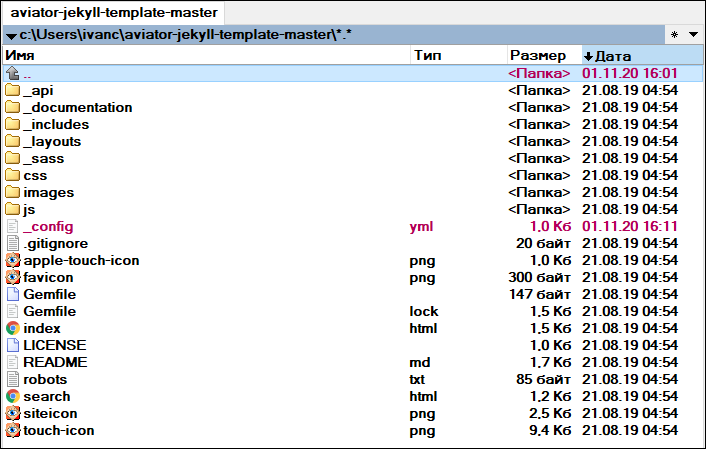 aviator-jekyll-template-master
c:\Users\ivanc\aviator-jekyll-template-master\*.*
* 
Имя Тип Размер Дата
.. <Папка> 01.11.20 16:01
_api <Папка> 21.08.19 04:54
_documentation <Папка> 21.08.19 04:54
_includes <Папка> 21.08.19 04:54
_layouts <Папка> 21.08.19 04:54
_sass <Папка> 21.08.19 04:54
css <Папка> 21.08.19 04:54
images <Папка> 21.08.19 04:54
js <Папка> 21.08.19 04:54
_config yml 1,0 Кб 01.11.20 16:11
.gitignore 20 байт 21.08.19 04:54
apple-touch-icon png 1,0 Кб 21.08.19 04:54
favicon png 300 байт 21.08.19 04:54
Gemfile 147 байт 21.08.19 04:54
Gemfile lock 1,5 Кб 21.08.19 04:54
index html 1,5 Кб 21.08.19 04:54
LICENSE 1,0 Кб 21.08.19 04:54
README md 1,7 Кб 21.08.19 04:54
robots txt 85 байт 21.08.19 04:54
search html 1,2 Кб 21.08.19 04:54
siteicon png 2,5 Кб 21.08.19 04:54
touch-icon png 9,4 Кб 21.08.19 04:54